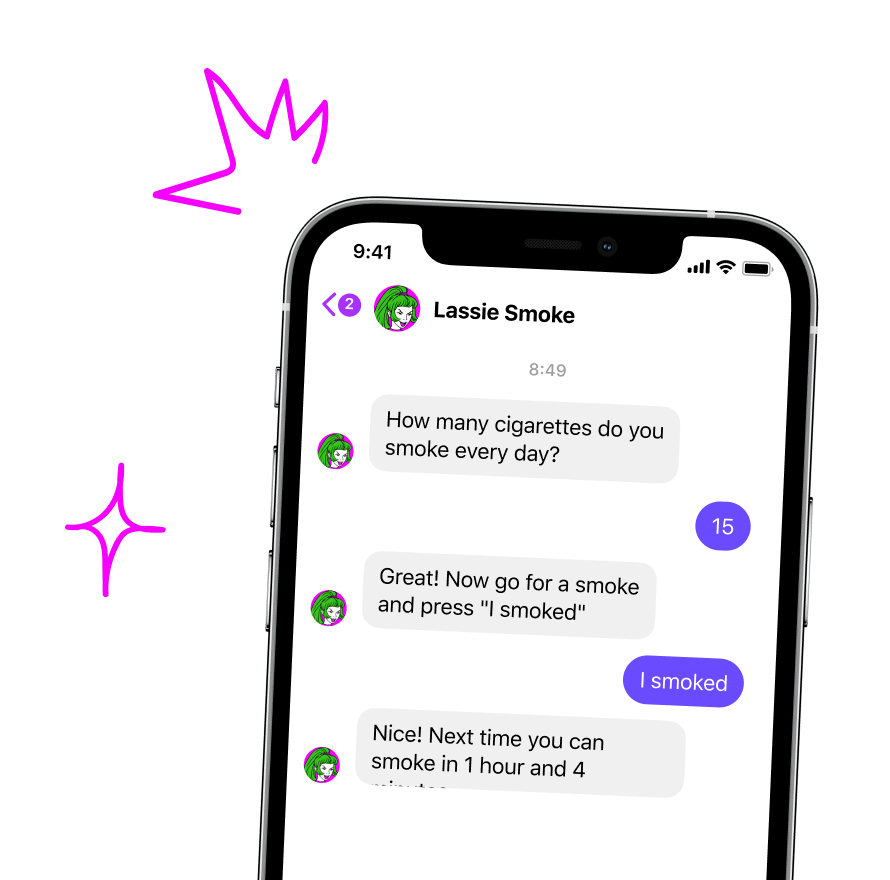 9:41
2
Lassie Smoke
8:49
How many cigarettes do you
smoke every day?
15
Great! Now go for a smoke
and press "I smoked"
I smoked
Nice! Next time you can
smoke in 1 hour and 4
minutes